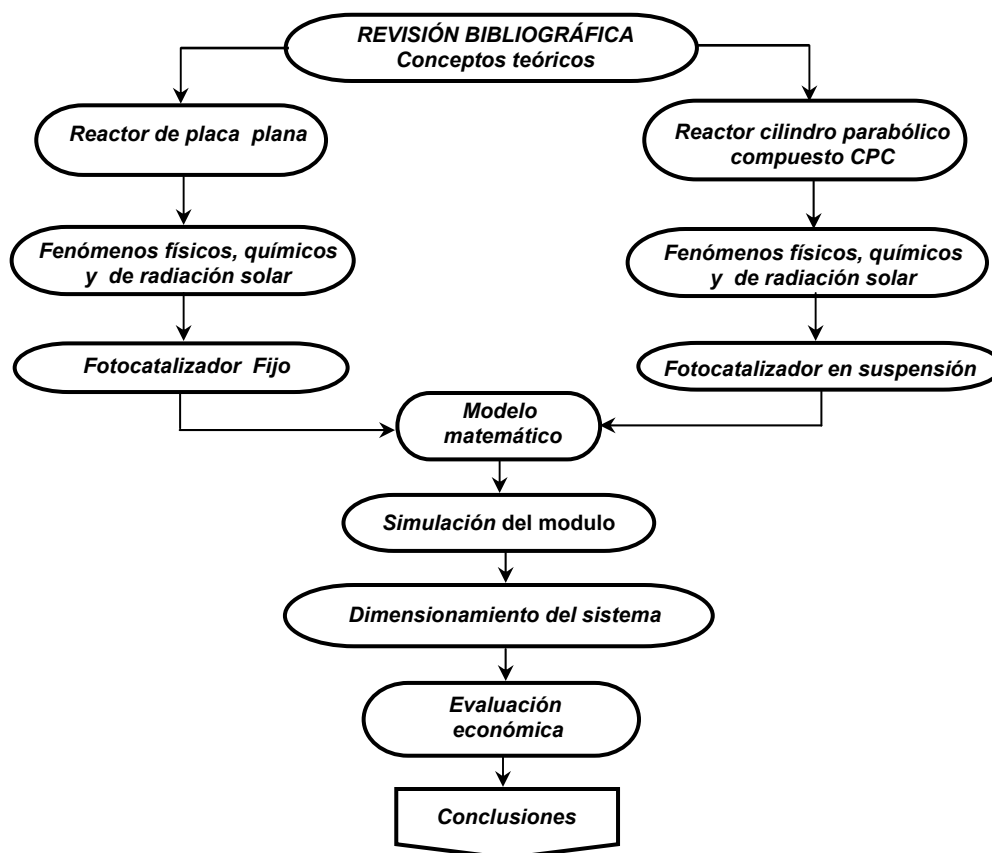 REVISIÓN BIBLIOGRÁFICA
Conceptos teóricos
Reactor de placa plana
Reactor cilindro parabólico
compuesto CPC
Fenómenos físicos, químicos
y de radiación solar
Fenómenos físicos, químicos
y de radiación solar
Fotocatalizador Fijo
Fotocatalizador en suspensión
Modelo
matemático
Simulación del modulo
Dimensionamiento del sistema
Evaluación
económica
Conclusiones